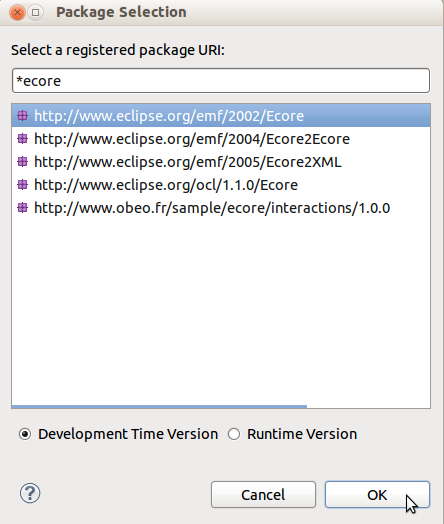 Package Selection
Select a registered package URI:
*ecore
http://www.eclipse.org/emf/2002/Ecore
http://www.eclipse.org/emf/2004/Ecore2Ecore
http://www.eclipse.org/emf/2005/Ecore2XML
http://www.eclipse.org/ocl/1.1.0/Ecore
http://www.obeo.fr/sample/ecore/interactions/1.0.0
Development Time Version Runtime Version
? Cancel OK